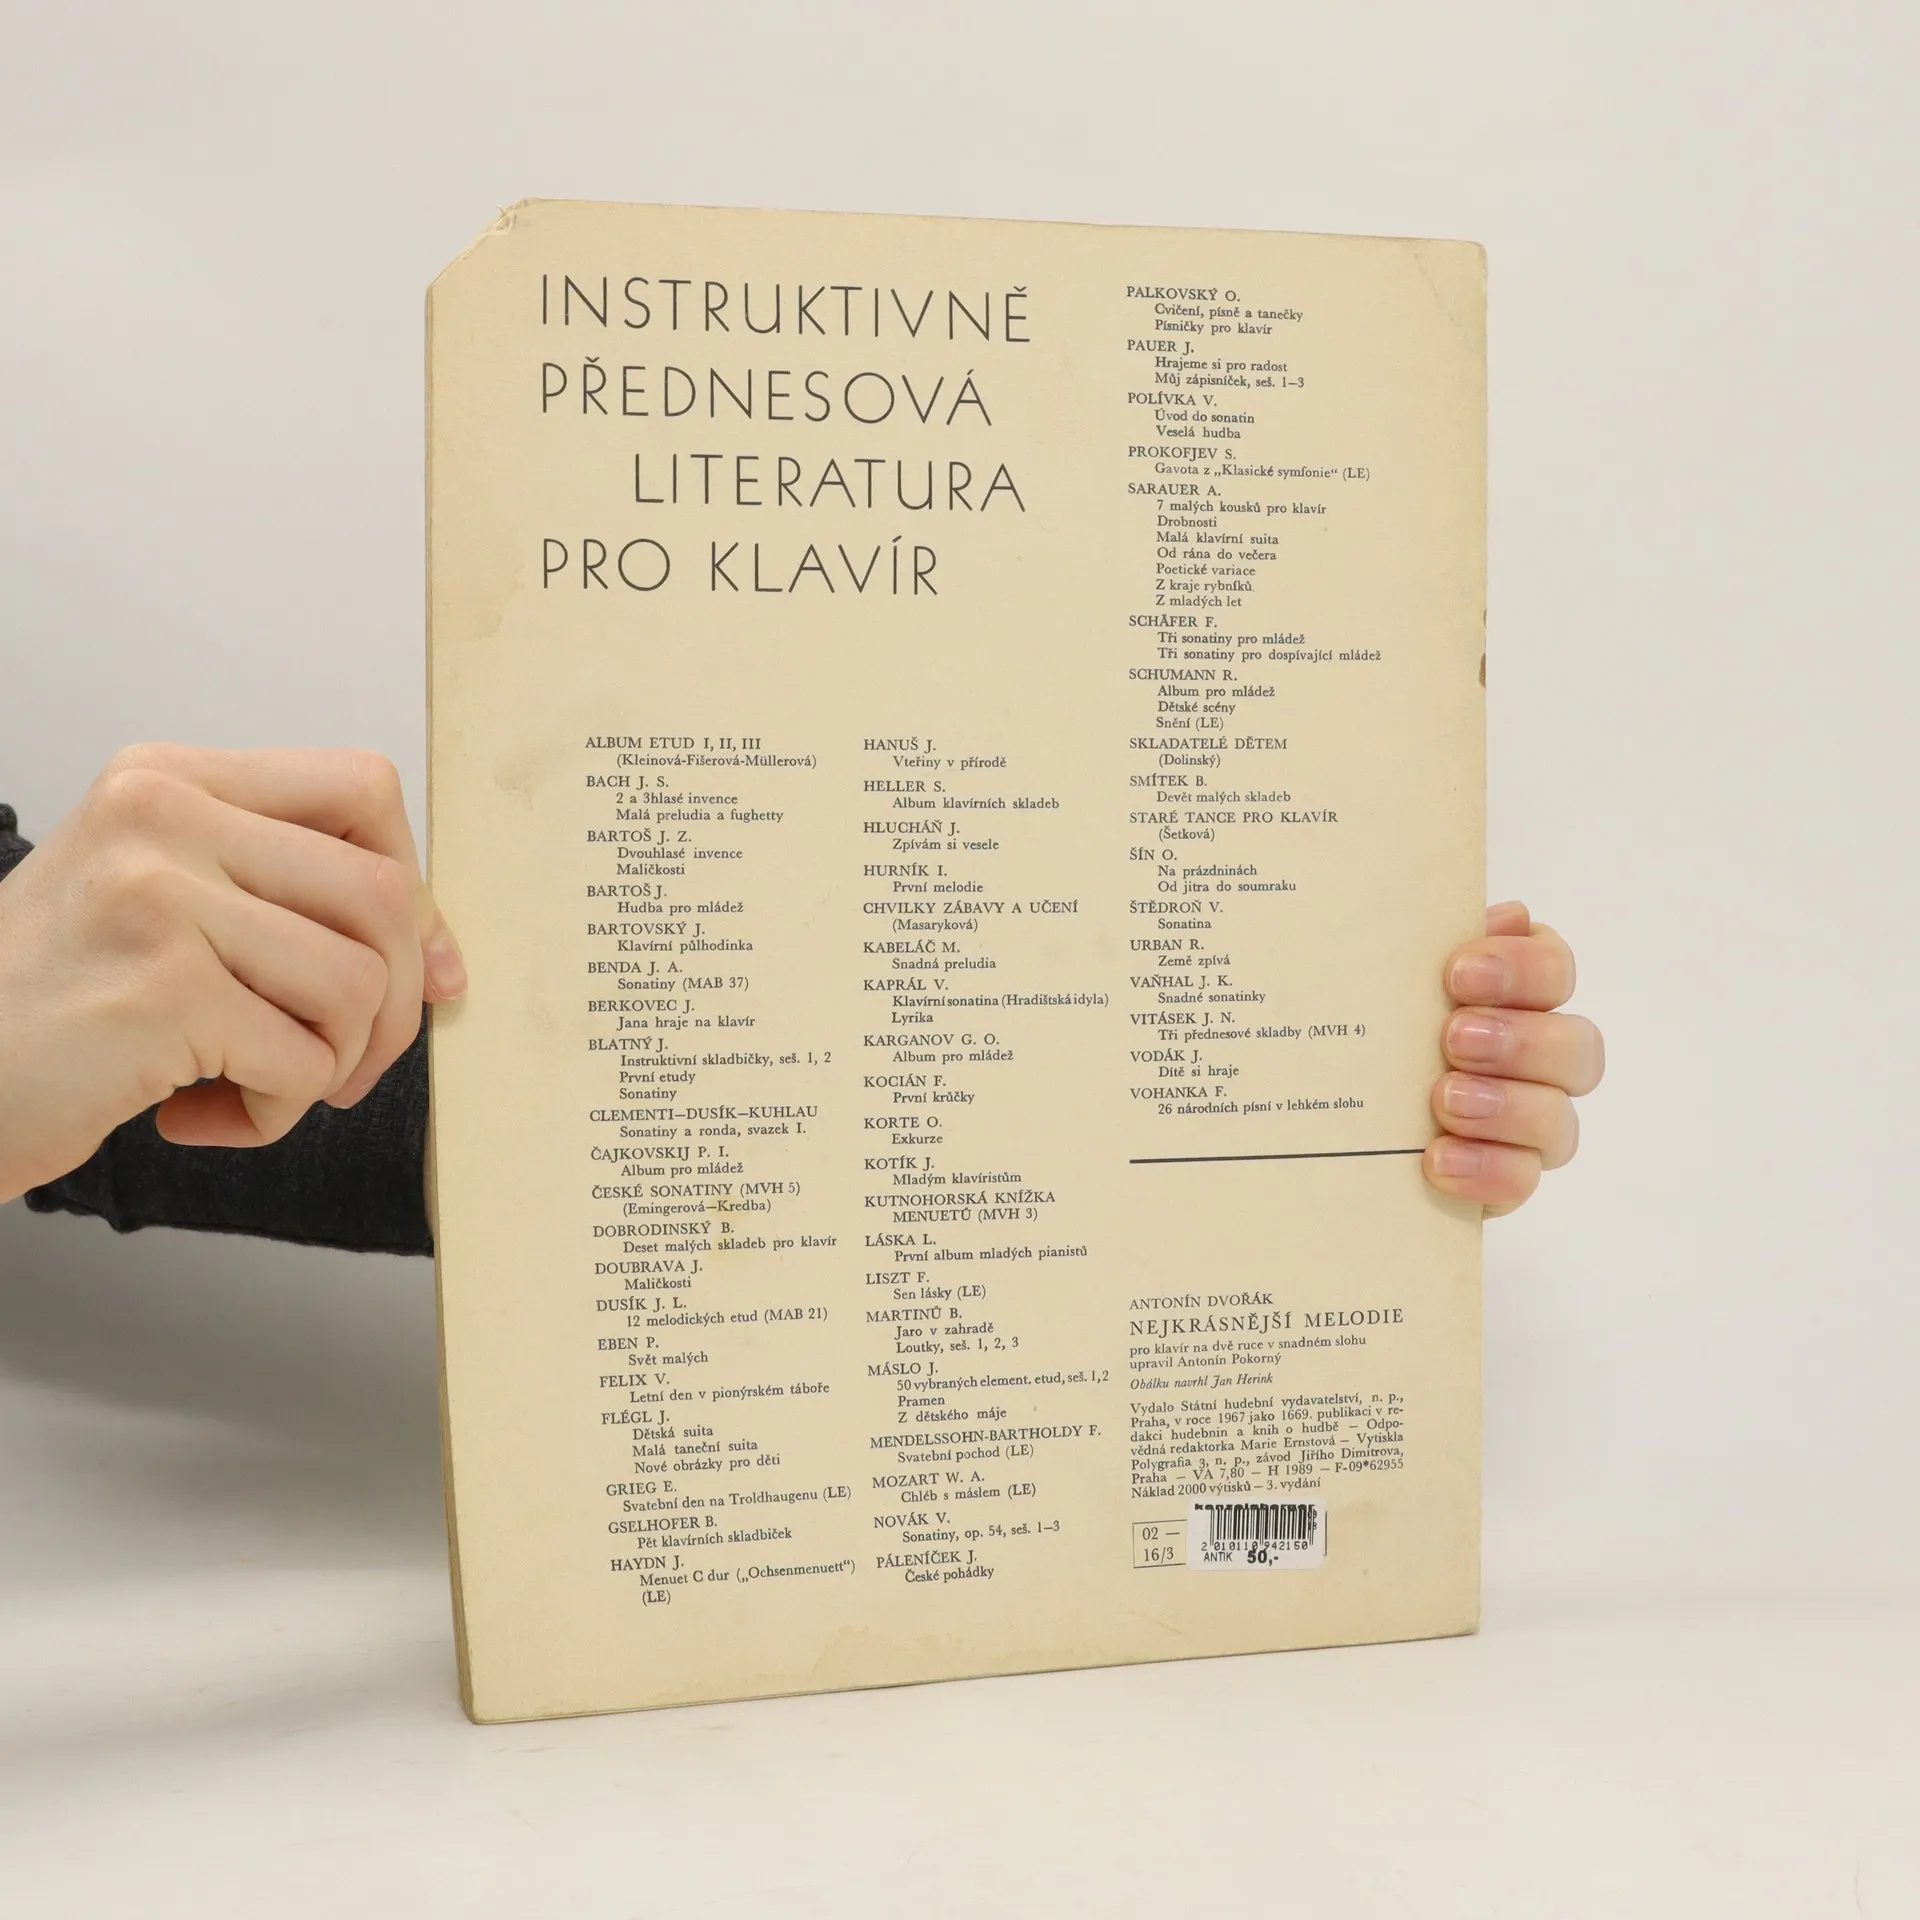 INSTRUKTIVNĚ
PŘEDNESOVÁ
LITERATURA
PRO KLAVÍR
ALBUM ETUD I, II, III
(Kleinová-Fišerová-Müllerová)
BACH J. S.
2 a 3hlasé invence
Malá preludia a fughetty
BARTOŠ J. Z.
Dvouhlasé invence
Maličkosti
BARTOŠ J.
Hudba pro mládež
BARTOVSKÝ J.
Klavírní půlhodinka
BENDA J. A.
Sonatiny (MAB 37)
BERKOVEC J.
Jana hraje na klavír
BLATNÝ J.
Instruktivní skladbičky, seš. 1, 2
První etudy
Sonatiny
CLEMENTI—DUSÍK—KUHLAU
Sonatiny a ronda, svazek I.
ČAJKOVSKIJ P. I.
Album pro mládež
ČESKÉ SONATINY (MVH 5)
(Emingerová—Kredba)
DOBRODINSKÝ B.
Deset malých skladeb pro klavír
DOUBRAVA J.
Maličkosti
DUSÍK J. L.
12 melodických etud (MAB 21)
EBEN P.
Svět malých
FELIX V.
Letní den v pionýrském táboře
FLÉGL J.
Dětská suita
Malá taneční suita
Nové obrázky pro děti
GRIEG E.
Svatební den na Troldhaugenu (LE)
GSELHOFER B.
Pět klavírních skladbiček
HAYDN J.
Menuet C dur („Ochsenmenuett“)
(LE)
HANUŠ J.
Vteřiny v přírodě
HELLER S.
Album klavírních skladeb
HLUCHÁŇ J.
Zpívám si vesele
HURNÍK I.
První melodie
CHVILKY ZÁBAVY A UČENÍ
(Masaryková)
KABELÁČ M.
Snadná preludia
KAPRÁL V.
Klavírní sonatina (Hradištská idyla)
Lyrika
KARGANOV G. O.
Album pro mládež
KOCIÁN F.
První krůčky
KORTE O.
Exkurze
KOTÍK J.
Mladým klavíristům
KUTNOHORSKÁ KNÍŽKA
MENUETŮ (MVH 3)
LÁSKA L.
První album mladých pianistů
LISZT F.
Sen lásky (LE)
MARTINŮ B.
Jaro v zahradě
Loutky, seš. 1, 2, 3
MÁSLO J.
50 vybraných element. etud, seš. 1, 2
Pramen
Z dětského máje
MENDELSSOHN-BARTHOLDY F.
Svatební pochod (LE)
MOZART W. A.
Chléb s máslem (LE)
NOVÁK V.
Sonatiny, op. 54, seš. 1—3
PÁLENÍČEK J.
České pohádky
PALKOVSKÝ O.
Cvičení, písně a tanečky
Písničky pro klavír
PAUER J.
Hrajeme si pro radost
Můj zápisníček, seš. 1—3
POLÍVKA V.
Úvod do sonatin
Veselá hudba
PROKOFJEV S.
Gavota z „Klasické symfonie“ (LE)
SARAUER A.
7 malých kousků pro klavír
Drobnosti
Malá klavírní suita
Od rána do večera
Poetické variace
Z kraje rybníků
Z mladých let
SCHÄFER F.
Tři sonatiny pro mládež
Tři sonatiny pro dospívající mládež
SCHUMANN R.
Album pro mládež
Dětské scény
Snění (LE)
SKLADATELÉ DĚTEM
(Dolinský)
SMÍTEK B.
Devět malých skladeb
STARÉ TANCE PRO KLAVÍR
(Šetková)
ŠÍN O.
Na prázdninách
Od jitra do soumraku
ŠTĚDROŇ V.
Sonatina
URBAN R.
Země zpívá
VAŇHAL J. K.
Snadné sonatinky
VITÁSEK J. N.
Tři přednesové skladby (MVH 4)
VODÁK J.
Dítě si hraje
VOHANKA F.
26 národních písní v lehkém slohu
ANTONÍN DVOŘÁK
NEJKRÁSNĚJŠÍ MELODIE
pro klavír na dvě ruce v snadném slohu
upravil Antonín Pokorný
Obálku navrhl Jan Herink
Vydalo Státní hudební vydavatelství, n. p.,
Praha, v roce 1967 jako 1669. publikaci v re-
dakci hudebnin a knih o hudbě — Odpo-
vědná redaktorka Marie Ernstová — Vytiskla
Polygrafia 3, n. p., závod Jiřího Dimitrova,
Praha — VA 7,80 — H 1989 — F-09*62955
Náklad 2000 výtisků — 3. vydání
02 —
16/3
2 010110 942150
ANTIK 50,-